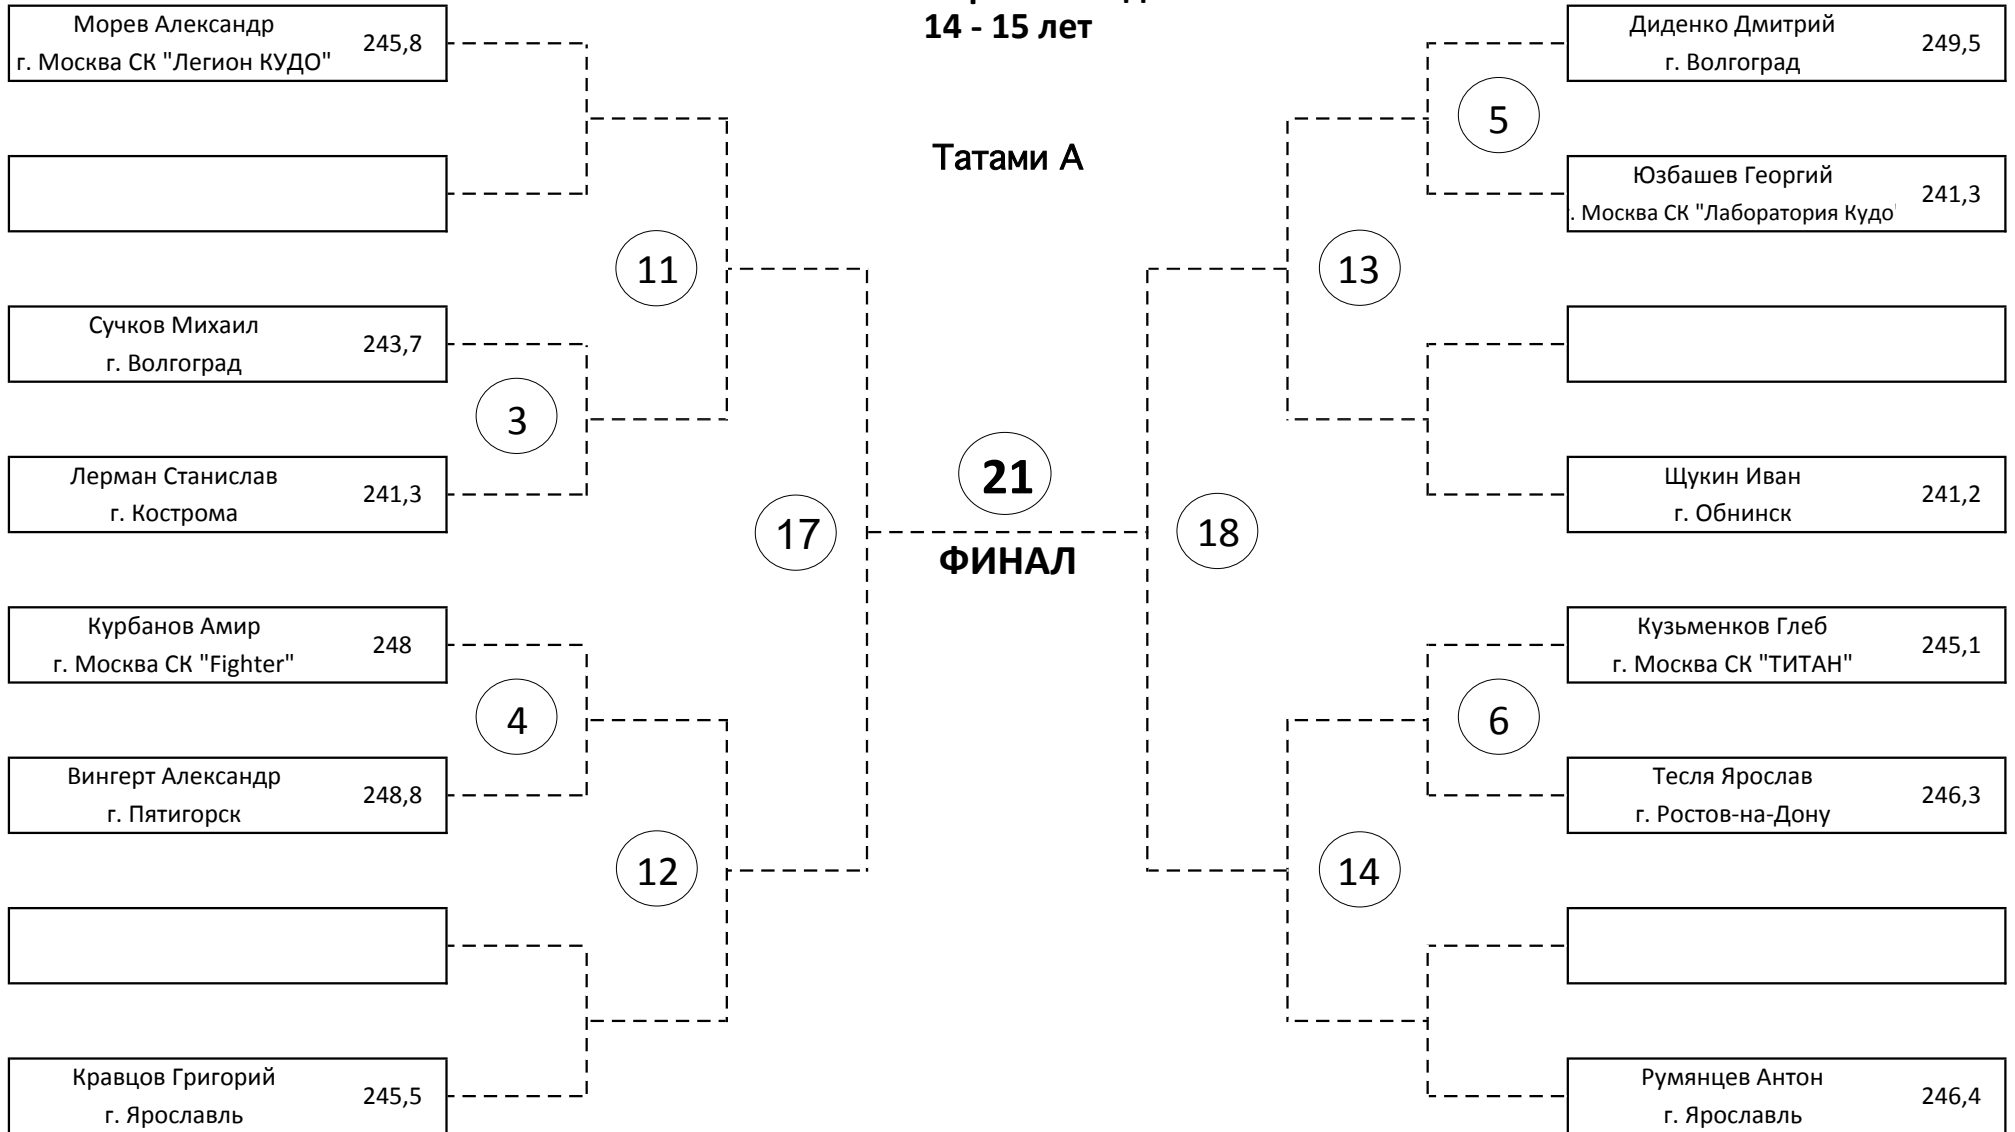 14 - 15 лет
Татами А
Морев Александр
г. Москва СК "Легион КУДО"
245,8
11
Сучков Михаил
г. Волгоград
243,7
3
Лерман Станислав
г. Кострома
241,3
17
Курбанов Амир
г. Москва СК "Fighter"
248
4
Вингерт Александр
г. Пятигорск
248,8
12
Кравцов Григорий
г. Ярославль
245,5
21
ФИНАЛ
Диденко Дмитрий
г. Волгоград
249,5
5
Юзбашев Георгий
. Москва СК "Лаборатория Кудо"
241,3
13
Щукин Иван
г. Обнинск
241,2
18
Кузьменков Глеб
г. Москва СК "ТИТАН"
245,1
6
Тесля Ярослав
г. Ростов-на-Дону
246,3
14
Румянцев Антон
г. Ярославль
246,4